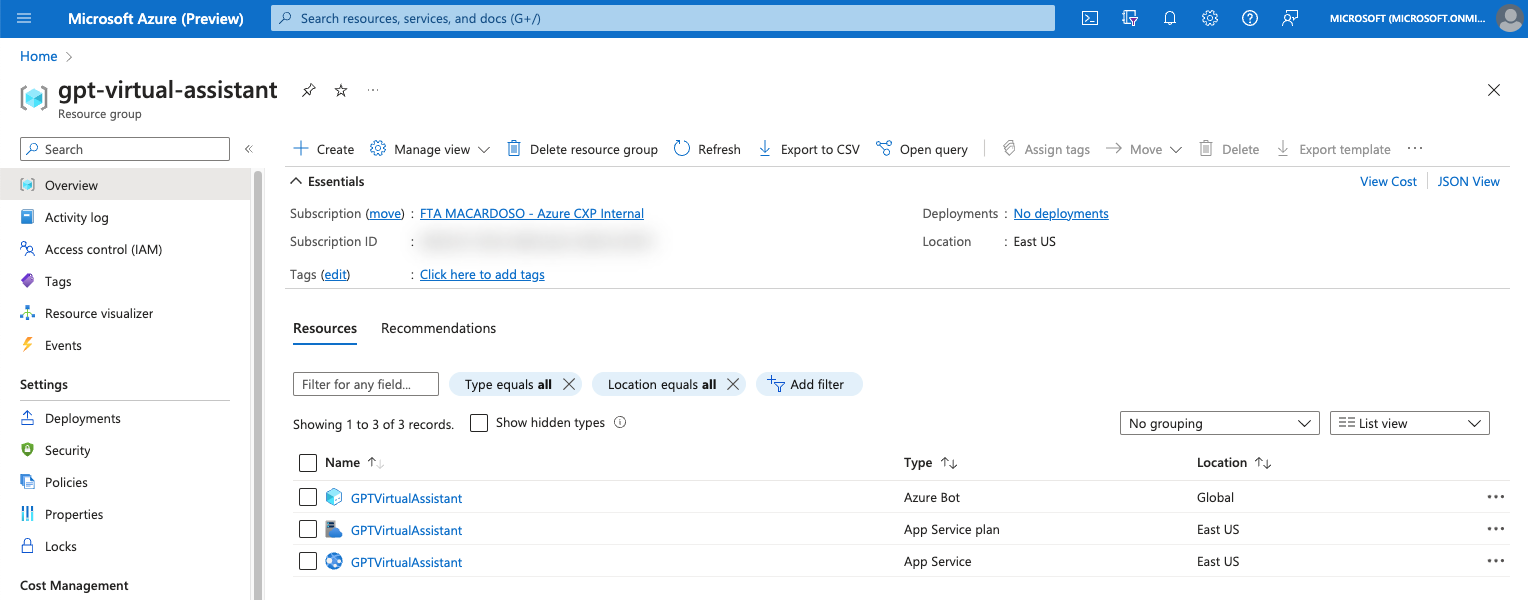 Microsoft Azure (Preview)
Search resources, services, and docs (G+/)
MICROSOFT (MICROSOFT.ONMI...
Home
gpt-virtual-assistant
Resource group
Search
Overview
Activity log
Access control (IAM)
Tags
Resource visualizer
Events
Settings
Deployments
Security
Policies
Properties
Locks
Cost Management
Create Manage view Delete resource group Refresh Export to CSV Open query Assign tags Move Delete Export template
Essentials
View Cost JSON View
Subscription (move) : FTA MACARDOSO - Azure CXP Internal
Subscription ID :
Tags (edit) : Click here to add tags
Deployments : No deployments
Location : East US
Resources Recommendations
Filter for any field... Type equals all Location equals all Add filter
Showing 1 to 3 of 3 records. Show hidden types
No grouping List view
Name Type Location
GPTVirtualAssistant Azure Bot Global
GPTVirtualAssistant App Service plan East US
GPTVirtualAssistant App Service East US